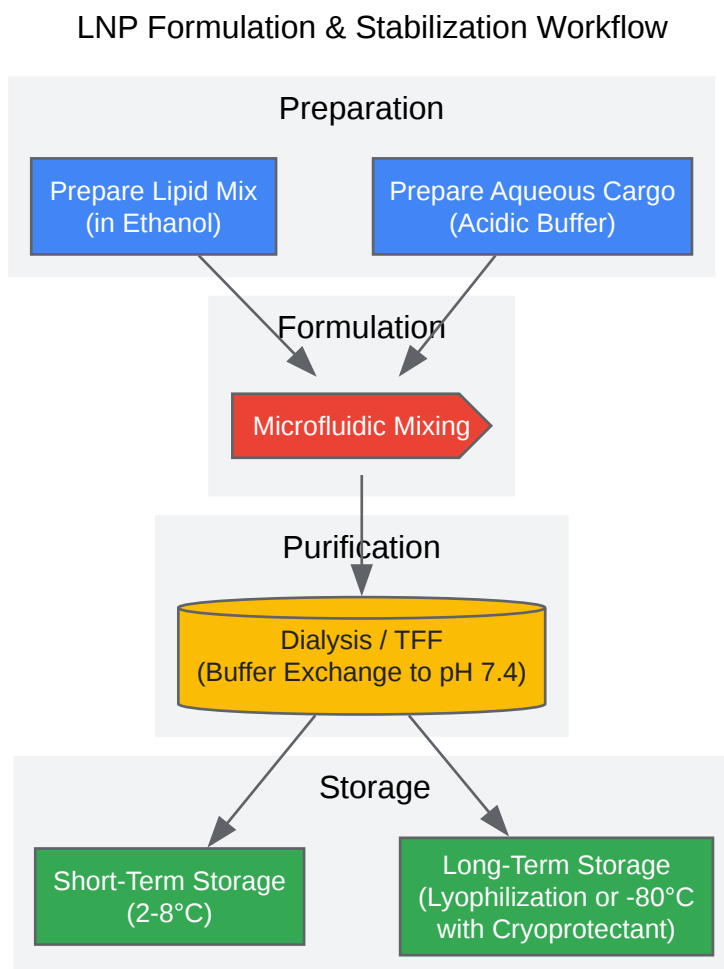 LNP Formulation & Stabilization Workflow
Preparation
Prepare Lipid Mix
(in Ethanol)
Prepare Aqueous Cargo
(Acidic Buffer)
Formulation
Microfluidic Mixing
Purification
Dialysis / TFF
(Buffer Exchange to pH 7.4)
Storage
Short-Term Storage
(2-8°C)
Long-Term Storage
(Lyophilization or -80°C
with Cryoprotectant)